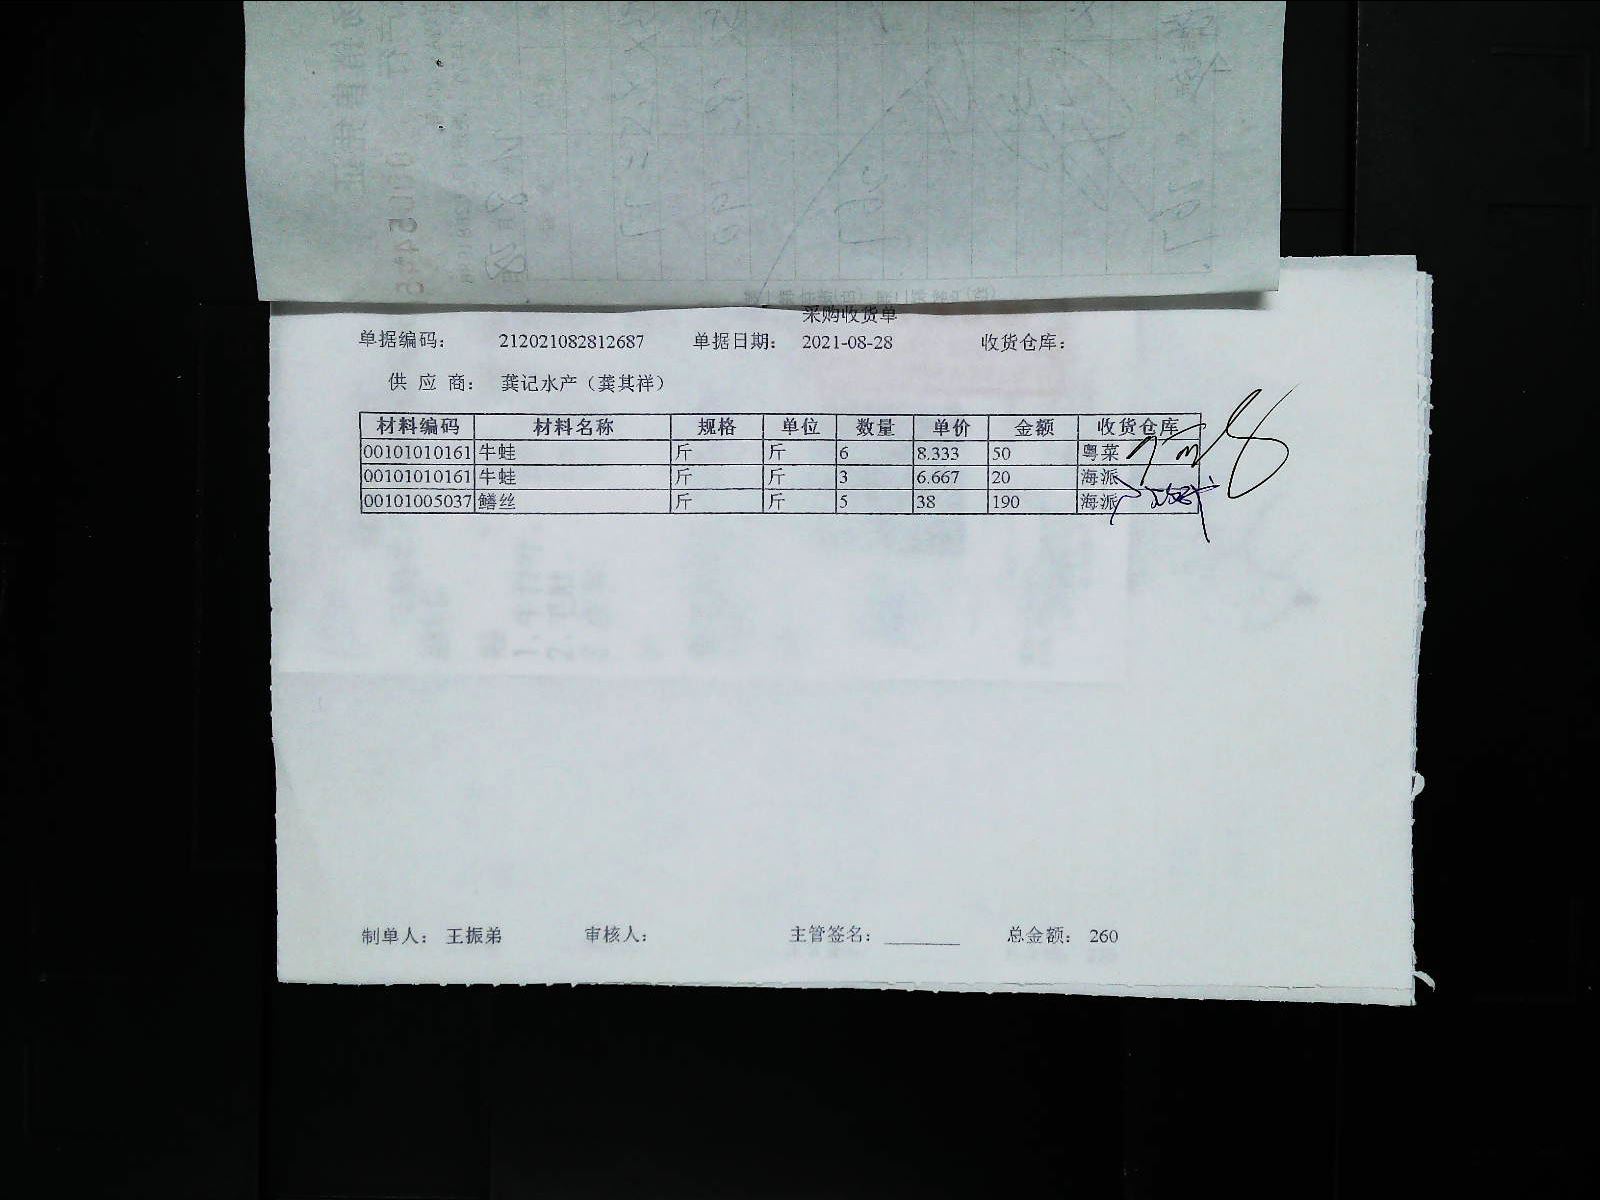 采购收货单
单据编码： 212021082812687 单据日期： 2021-08-28 收货仓库：
供 应 商： 龚记水产（龚其祥）
材料编码 材料名称 规格 单位 数量 单价 金额 收货仓库
00101010161 牛蛙 斤 斤 6 8.333 50 粤菜
00101010161 牛蛙 斤 斤 3 6.667 20 海派
00101005037 鳝丝 斤 斤 5 38 190 海派
制单人： 王振弟 审核人： 主管签名： 总金额： 260